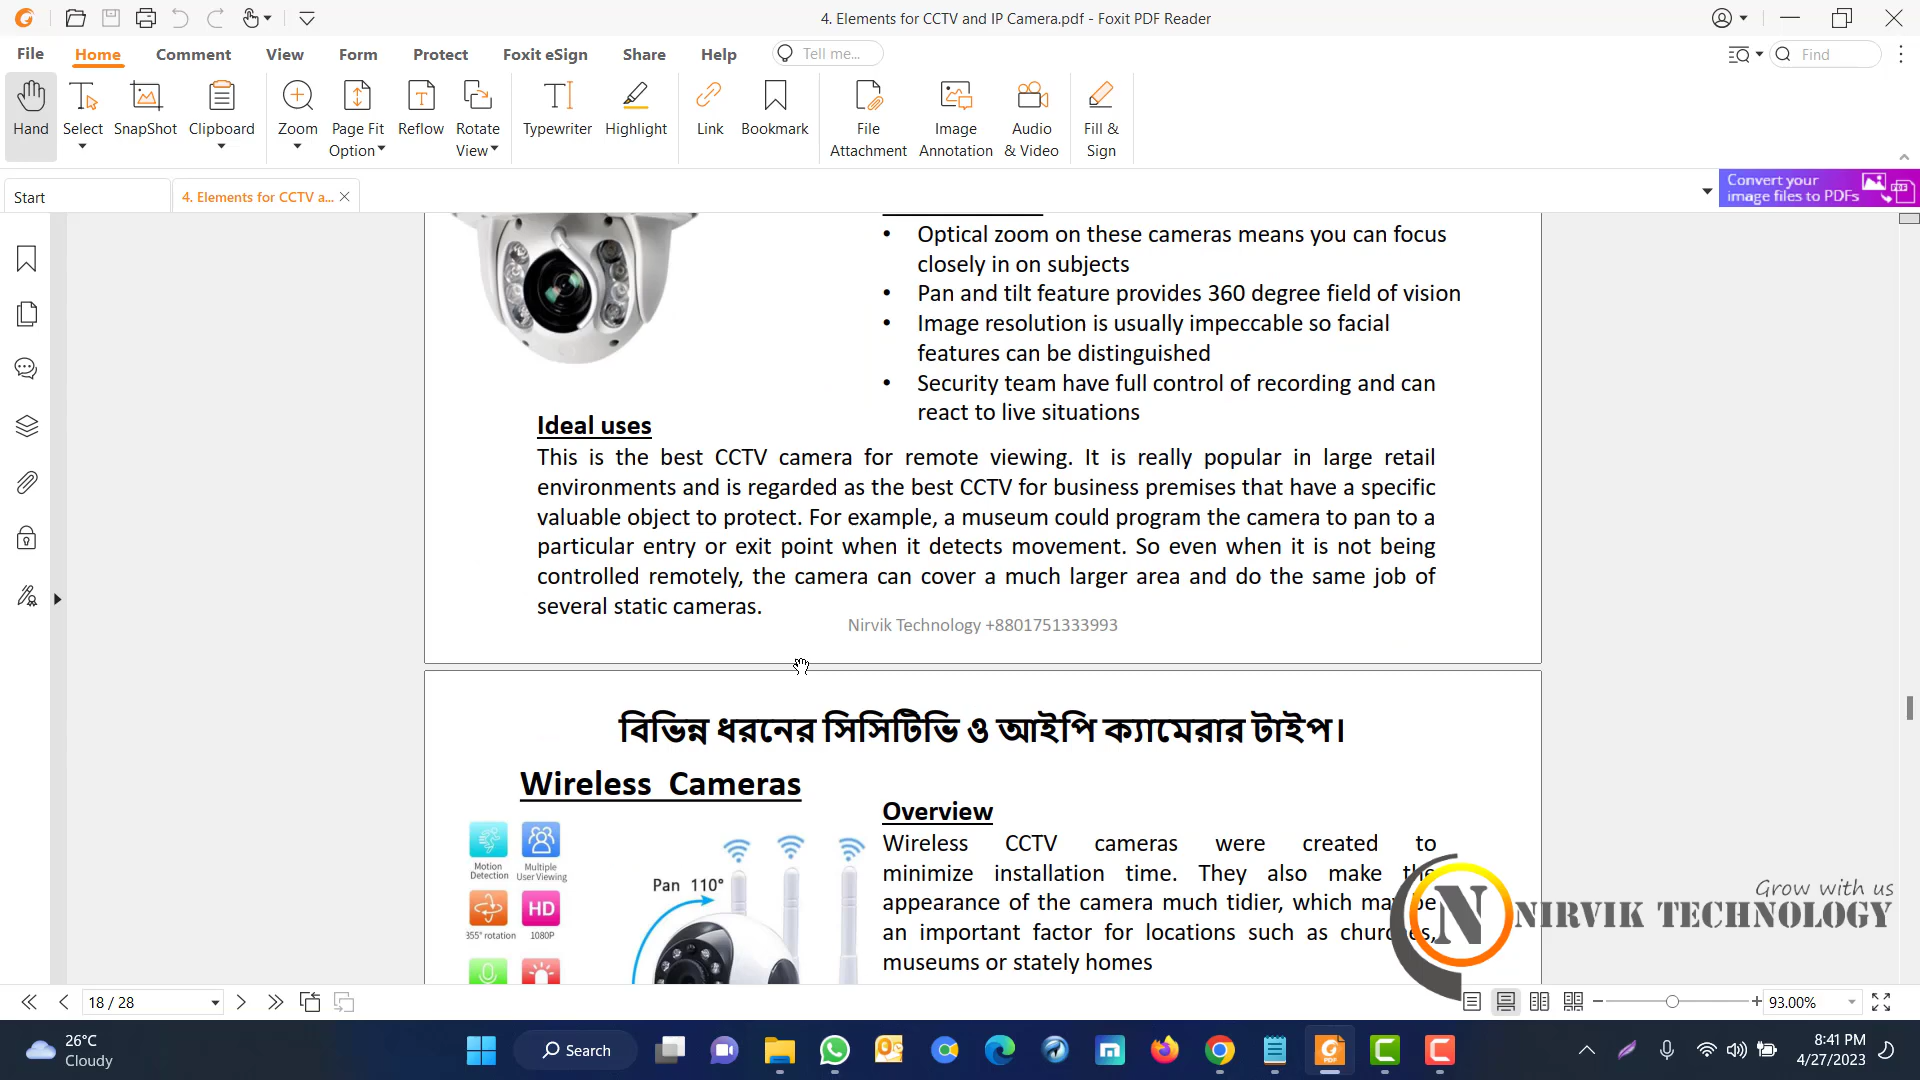 4. Elements for CCTV and IP Camera.pdf - Foxit PDF Reader
File Home Comment View Form Protect Foxit eSign Share Help Tell me... Find
Hand Select SnapShot Clipboard Zoom Page Fit Option Reflow Rotate View Typewriter Highlight Link Bookmark File Attachment Image Annotation Audio & Video Fill & Sign
Start
4. Elements for CCTV a...
Convert your
image files to PDFs
• Optical zoom on these cameras means you can focus
closely in on subjects
• Pan and tilt feature provides 360 degree field of vision
• Image resolution is usually impeccable so facial
features can be distinguished
• Security team have full control of recording and can
react to live situations
Ideal uses
This is the best CCTV camera for remote viewing. It is really popular in large retail
environments and is regarded as the best CCTV for business premises that have a specific
valuable object to protect. For example, a museum could program the camera to pan to a
particular entry or exit point when it detects movement. So even when it is not being
controlled remotely, the camera can cover a much larger area and do the same job of
several static cameras.
Nirvik Technology +8801751333993
বিভিন্ন ধরনের সিসিটিভি ও আইপি ক্যামেরার টাইপ।
Wireless Cameras
Motion
Detection
Multiple
User Viewing
355° rotation
HD
1080P
Pan 110°
Overview
Wireless CCTV cameras were created to
minimize installation time. They also make the
appearance of the camera much tidier, which may be
an important factor for locations such as churches,
museums or stately homes
Grow with us
N NIRVIK TECHNOLOGY
18 / 28
93.00%
26°C
Cloudy
Search
8:41 PM
4/27/2023